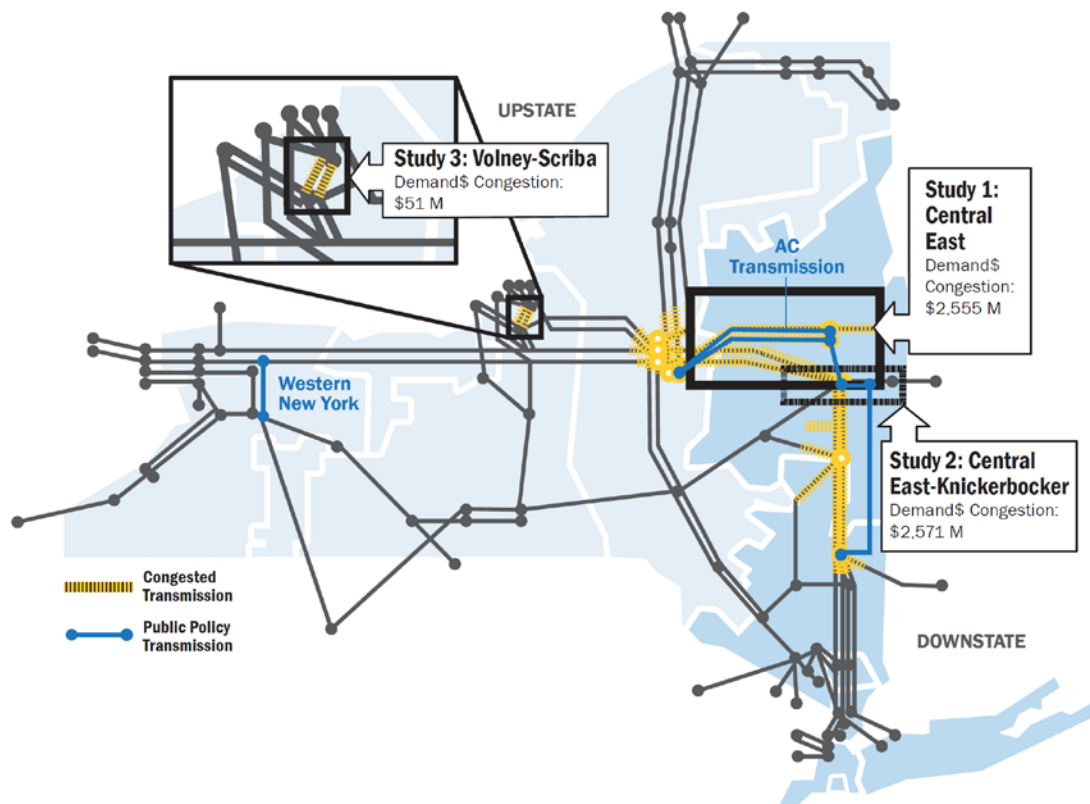 UPSTATE
Study 3: Volney-Scriba
Demand$ Congestion:
$51 M
Study 1:
Central
East
Demand$
Congestion:
$2,555 M
AC
Transmission
Western
New York
Study 2: Central
East-Knickerbocker
Demand$ Congestion:
$2,571 M
Congested
Transmission
Public Policy
Transmission
DOWNSTATE